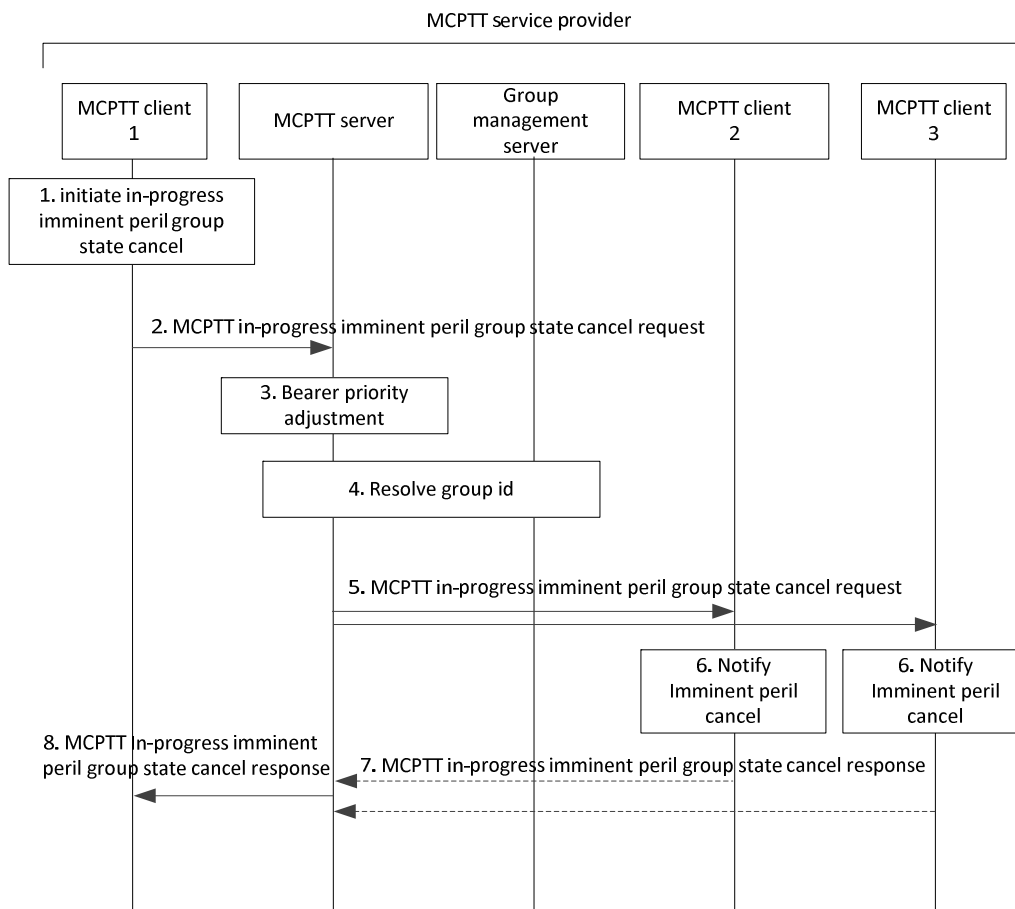 MCPTT service provider
MCPTT client
1
MCPTT server
Group
management
server
MCPTT client
2
MCPTT client
3
1. initiate in-progress
imminent peril group
state cancel
2. MCPTT in-progress imminent peril group state cancel request
3. Bearer priority
adjustment
4. Resolve group id
5. MCPTT in-progress imminent peril group state cancel request
6. Notify
Imminent peril
cancel
6. Notify
Imminent peril
cancel
8. MCPTT In-progress imminent
peril group state cancel response
7. MCPTT in-progress imminent peril group state cancel response